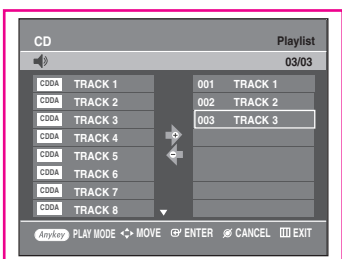 CD Playlist
03/03
CDDA TRACK 1
CDDA TRACK 2
CDDA TRACK 3
CDDA TRACK 4
CDDA TRACK 5
CDDA TRACK 6
CDDA TRACK 7
CDDA TRACK 8
001 TRACK 1
002 TRACK 2
003 TRACK 3
Anykey PLAY MODE MOVE ENTER CANCEL EXIT